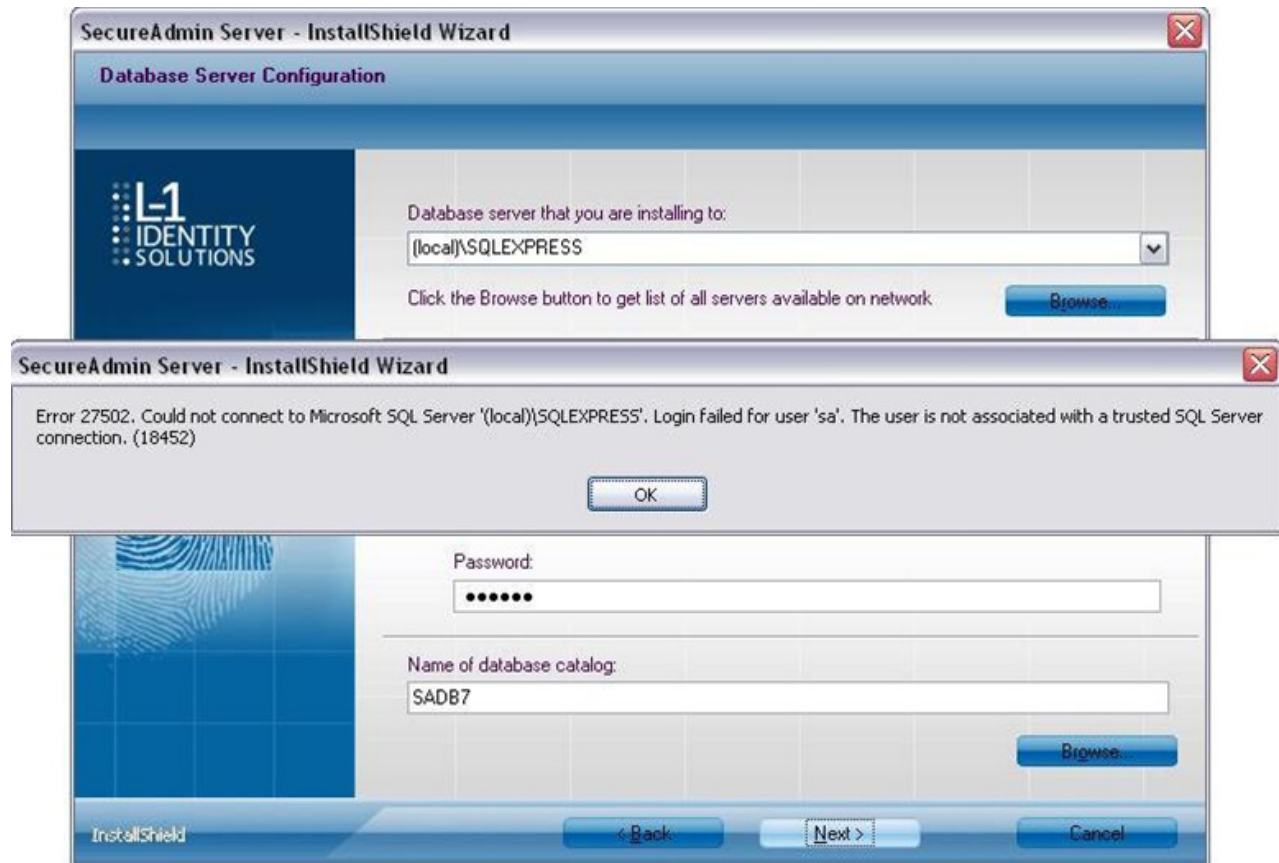 SecureAdmin Server - InstallShield Wizard
Database Server Configuration
L-1
IDENTITY
SOLUTIONS
Database server that you are installing to:
(local)\SQLEXPRESS
Click the Browse button to get list of all servers available on network
Browse...
SecureAdmin Server - InstallShield Wizard
Error 27502. Could not connect to Microsoft SQL Server '(local)\SQLEXPRESS'. Login failed for user 'sa'. The user is not associated with a trusted SQL Server
connection. (18452)
OK
Password:
••••••
Name of database catalog:
SADB7
Browse...
InstallShield
< Back
Next >
Cancel